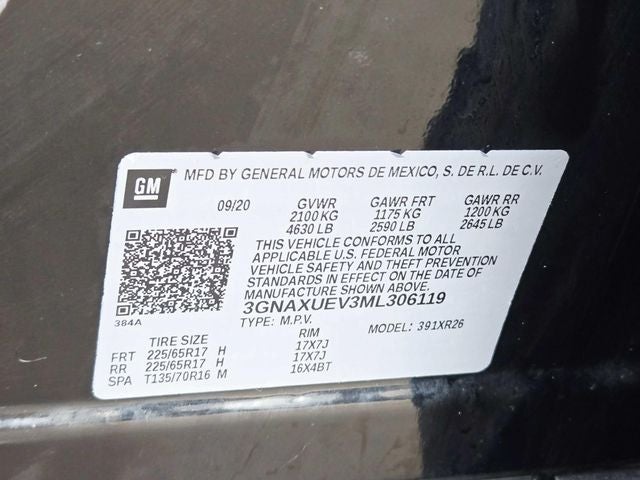 GM MFD BY GENERAL MOTORS DE MEXICO, S. DE R.L. DE C.V.
09/20 GVWR GAWR FRT GAWR RR
2100 KG 1175 KG 1200 KG
4630 LB 2590 LB 2645 LB
THIS VEHICLE CONFORMS TO ALL
APPLICABLE U.S. FEDERAL MOTOR
VEHICLE SAFETY AND THEFT PREVENTION
STANDARDS IN EFFECT ON THE DATE OF
MANUFACTURE SHOWN ABOVE.
3GNAXUEV3ML306119
384A TYPE: M.P.V. MODEL: 391XR26
TIRE SIZE RIM
FRT 225/65R17 H 17X7J
RR 225/65R17 H 17X7J
SPA T135/70R16 M 16X4BT